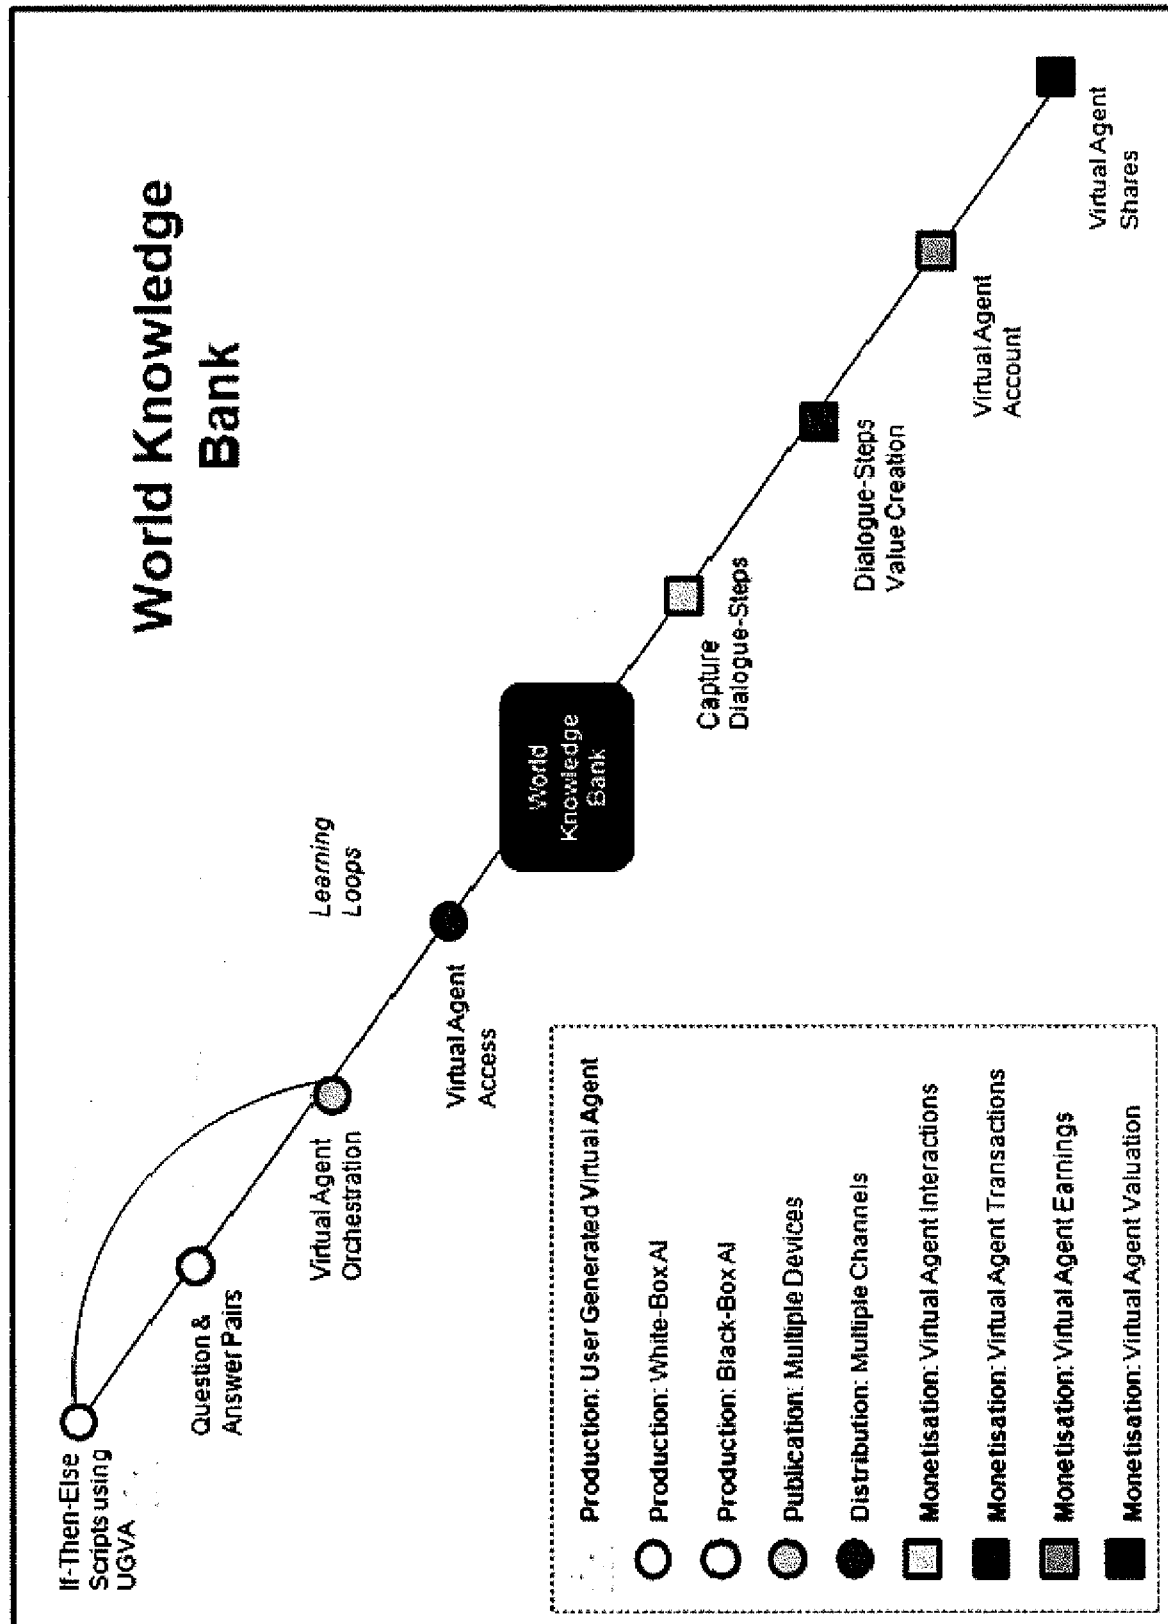 World Knowledge
Bank
If-Then-Else
Scripts using
UGVA
Question &
Answer Pairs
Virtual Agent
Orchestration
Learning
Loops
Virtual Agent
Access
World
Knowledge
Bank
Capture
Dialogue-Steps
Dialogue-Steps
Value Creation
Virtual Agent
Account
Virtual Agent
Shares
Production: User Generated Virtual Agent
Production: White-Box AI
Production: Black-Box AI
Publication: Multiple Devices
Distribution: Multiple Channels
Monetisation: Virtual Agent Interactions
Monetisation: Virtual Agent Transactions
Monetisation: Virtual Agent Earnings
Monetisation: Virtual Agent Valuation